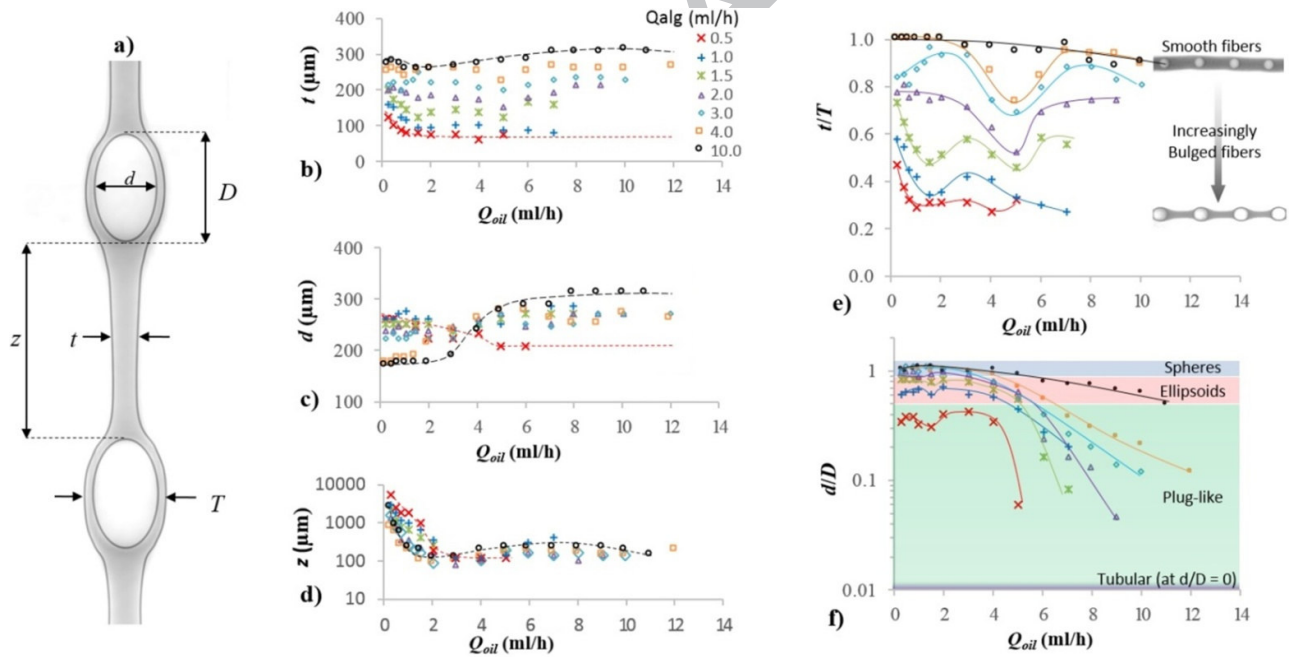 a)
d
D
z
t
T
Qalg (ml/h)
0.5
1.0
1.5
2.0
3.0
4.0
10.0
400
300
200
100
0
t (µm)
b)
0 2 4 6 8 10 12 14
Q_oil (ml/h)
400
300
200
100
d (µm)
c)
0 2 4 6 8 10 12 14
Q_oil (ml/h)
10000
1000
100
10
z (µm)
d)
0 2 4 6 8 10 12 14
Q_oil (ml/h)
1.0
0.8
0.6
0.4
0.2
0.0
t/T
Smooth fibers
Increasingly
Bulged fibers
e)
0 2 4 6 8 10 12 14
Q_oil (ml/h)
1
0.1
0.01
d/D
Spheres
Ellipsoids
Plug-like
Tubular (at d/D = 0)
f)
0 2 4 6 8 10 12 14
Q_oil (ml/h)